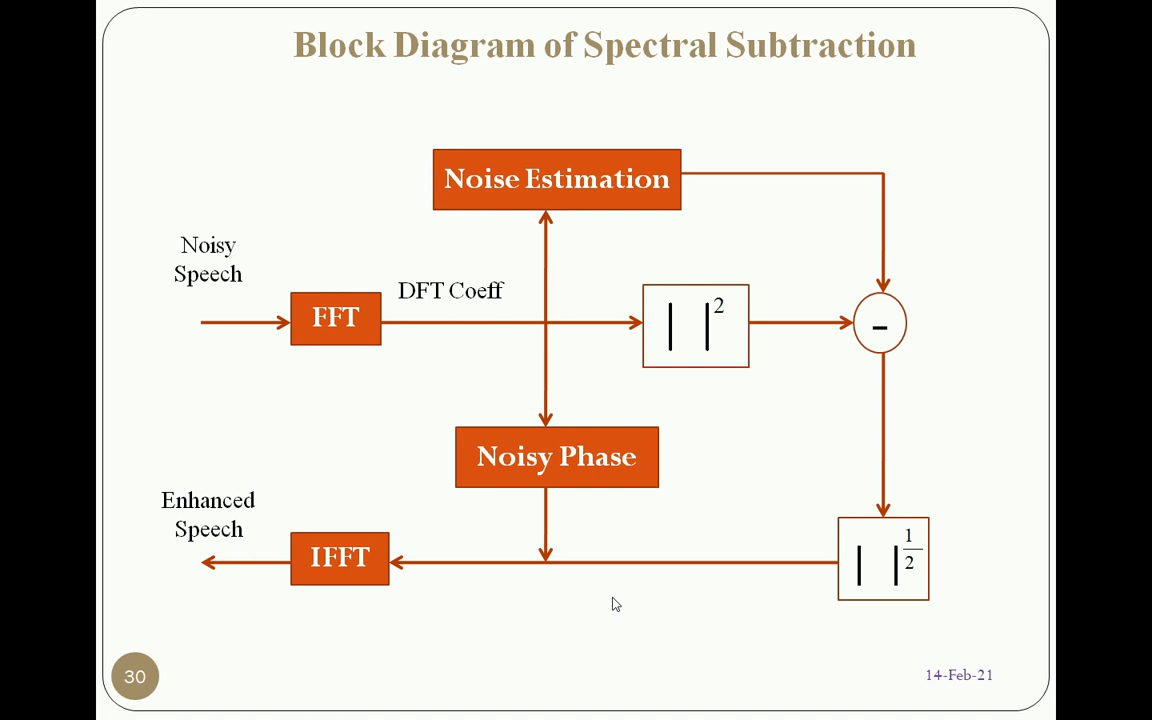 Block Diagram of Spectral Subtraction
Noise Estimation
Noisy
Speech
FFT
DFT Coeff
| |²
-
Noisy Phase
Enhanced
Speech
IFFT
| |^(1/2)
30
14-Feb-21